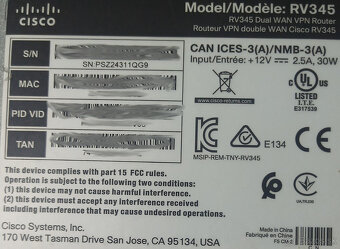 CISCO
Model/Modèle: RV345
RV345 Dual WAN VPN Router
Routeur VPN double WAN Cisco RV345
S/N
SN:PSZ24311QG9
MAC
PID VID
TAN
CAN ICES-3(A)/NMB-3(A)
Input/Entrée: +12V 2.5A, 30W
www.cisco-returns.com
C UL US
LISTED
I.T.E.
E317539
E134
MSIP-REM-TNY-RV345
This device complies with part 15 FCC rules.
Operation is subject to the following two conditions:
(1) This device may not cause harmful interference, and
(2) this device must accept any interference received
including interference that may cause undesired operation.
Cisco Systems, Inc.
170 West Tasman Drive San Jose, CA 95134, USA
Made in China
Fabriqué en Chine